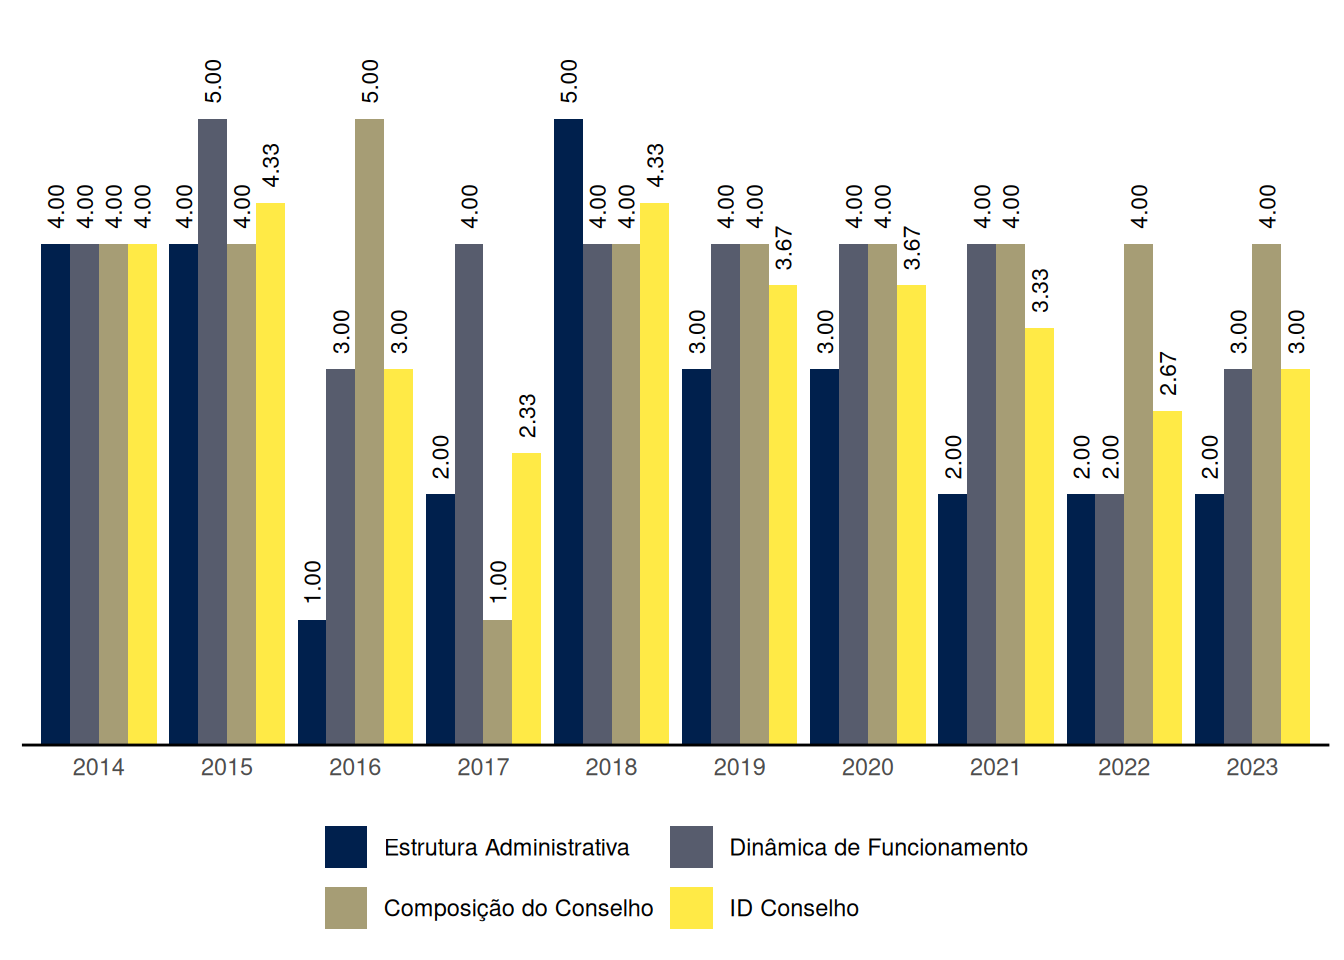 5.00 5.00 5.00
4.33 4.33
4.00 4.00 4.00 4.00 4.00 4.00 4.00 4.00 4.00 4.00 4.00 4.00 4.00 4.00 4.00 4.00 4.00
3.67 3.67
3.33
3.00 3.00 3.00 3.00 3.00 3.00
2.67
2.33
2.00 2.00 2.00 2.00 2.00
1.00 1.00
2014 2015 2016 2017 2018 2019 2020 2021 2022 2023
Estrutura Administrativa Dinâmica de Funcionamento
Composição do Conselho ID Conselho